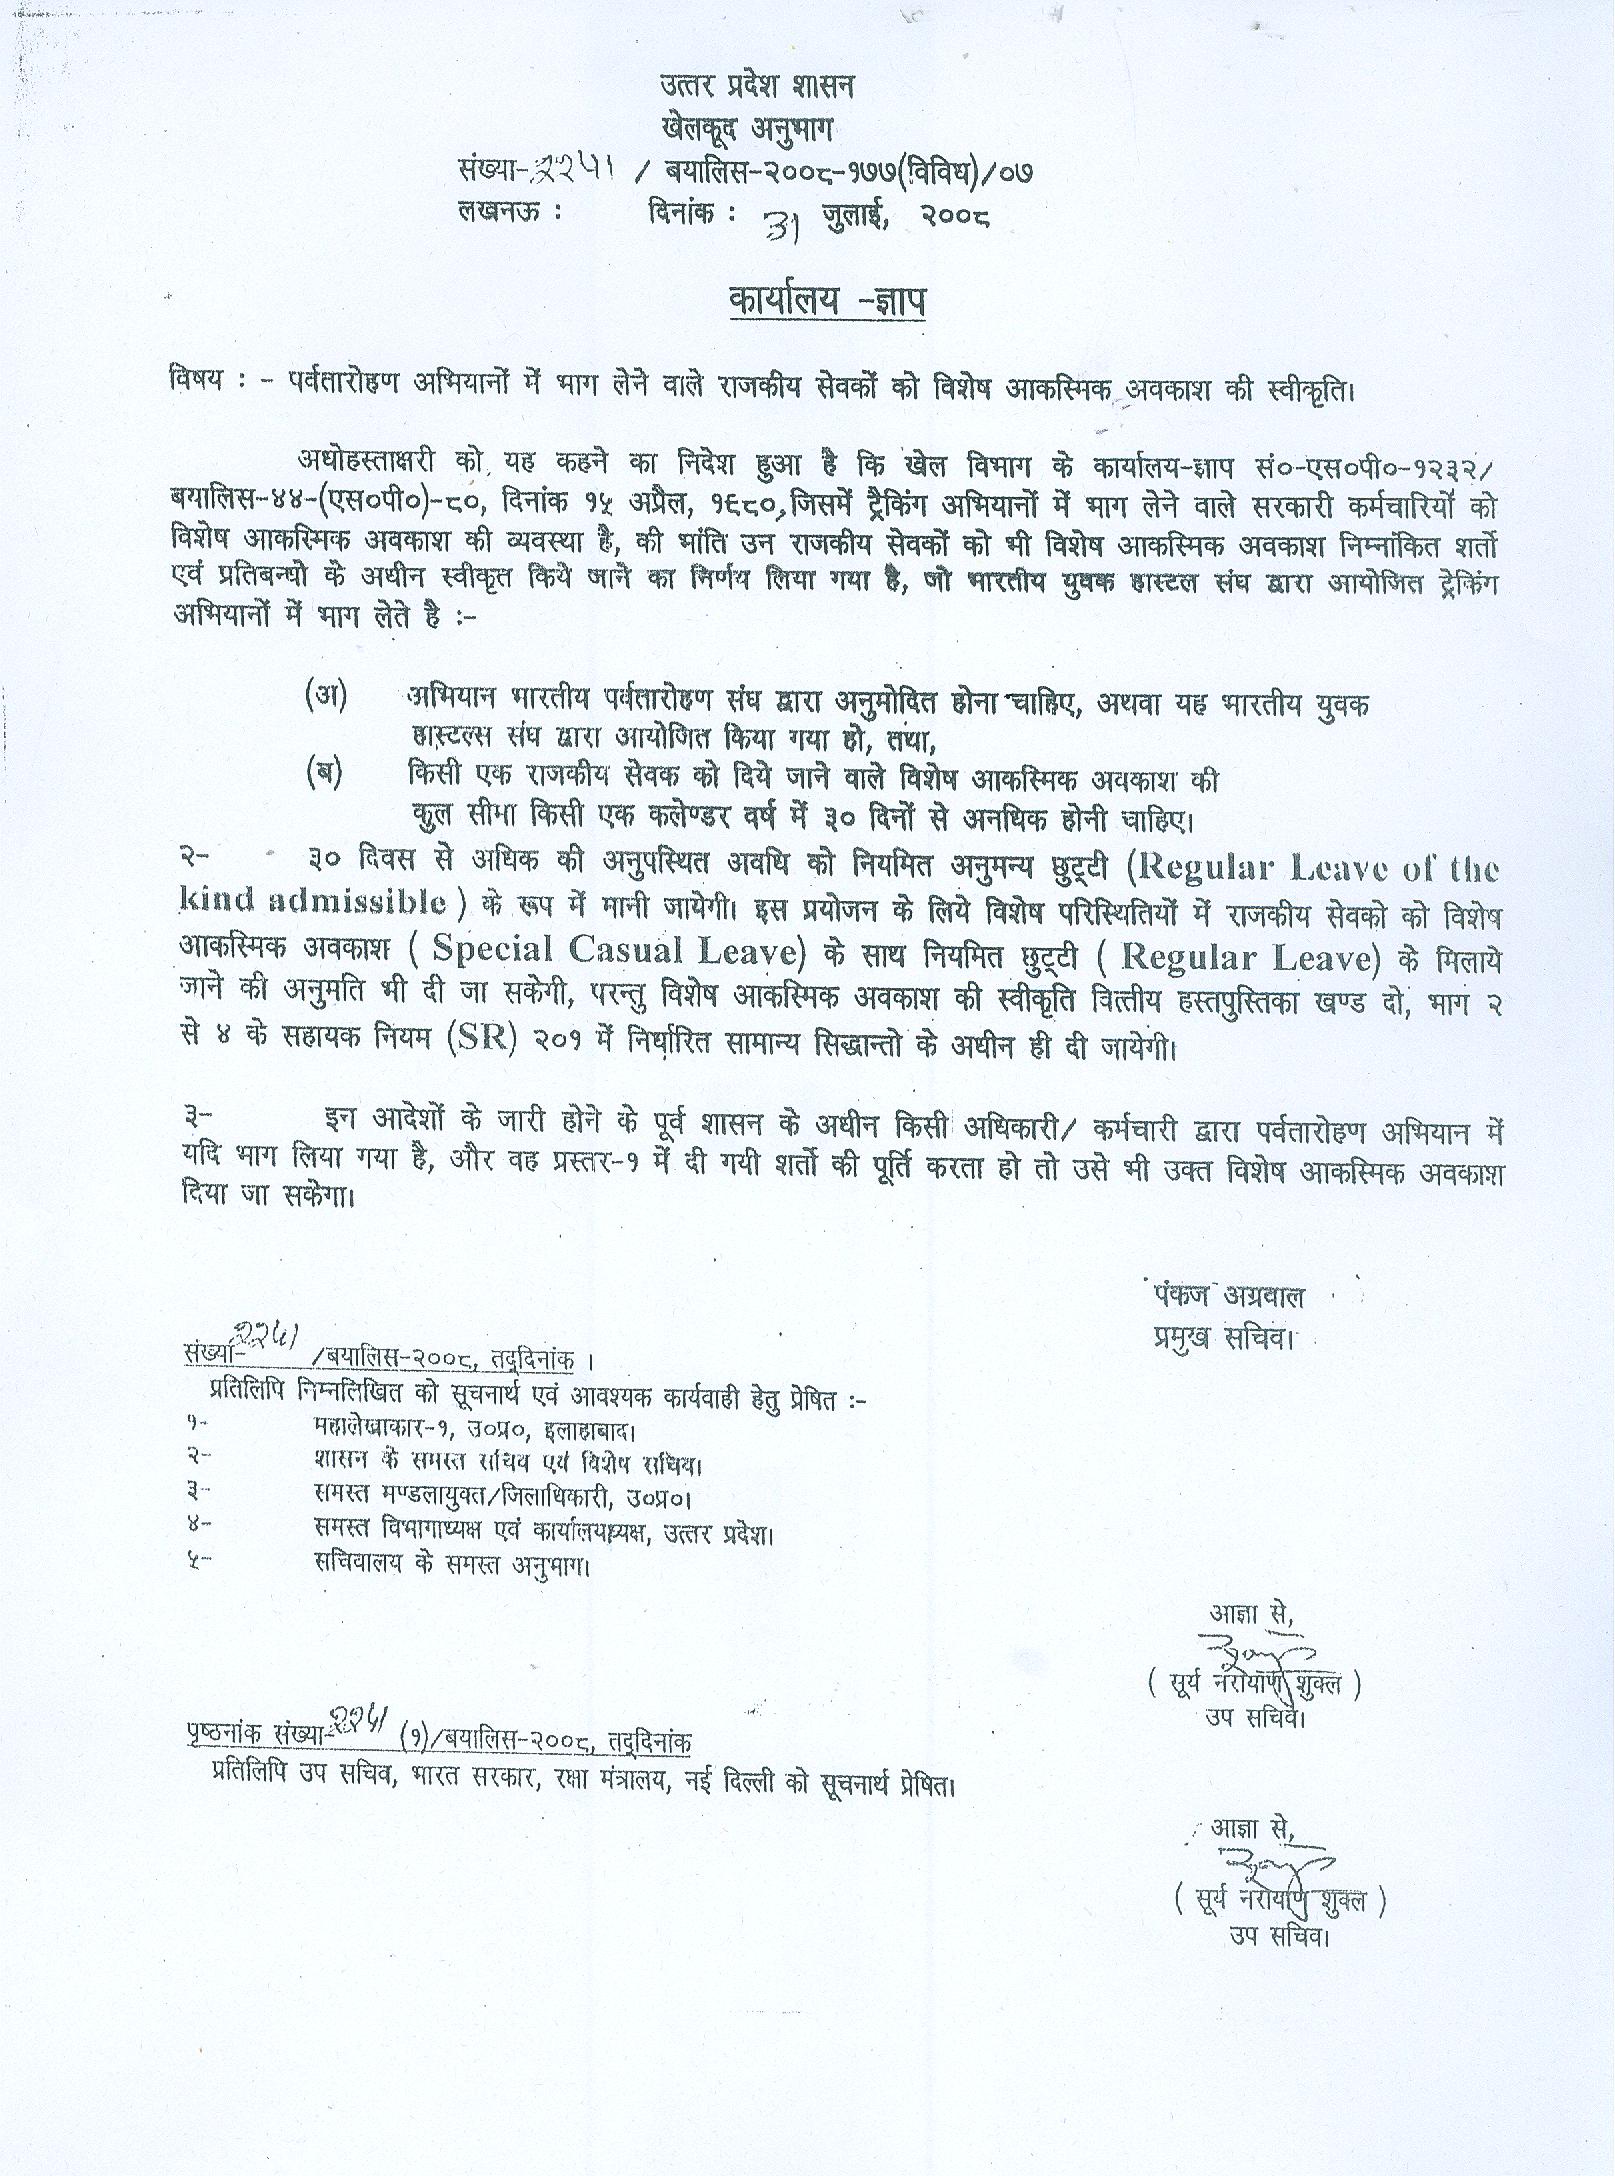 उत्तर प्रदेश शासन
खेलकूद अनुभाग
संख्या-२२५१ / बयालिस-२००८-१७७(विविध)/०७
लखनऊ : दिनांक : 31 जुलाई, २००८
कार्यालय -ज्ञाप
विषय : - पर्वतारोहण अभियानों में भाग लेने वाले राजकीय सेवकों को विशेष आकस्मिक अवकाश की स्वीकृति।
अधोहस्ताक्षरी को यह कहने का निदेश हुआ है कि खेल विभाग के कार्यालय-ज्ञाप सं०-एस०पी०-१२३२/
बयालिस-४४-(एस०पी०)-८०, दिनांक १५ अप्रैल, १९८०,जिसमें ट्रैकिंग अभियानों में भाग लेने वाले सरकारी कर्मचारियों को
विशेष आकस्मिक अवकाश की व्यवस्था है, की भांति उन राजकीय सेवकों को भी विशेष आकस्मिक अवकाश निम्नांकित शर्तो
एवं प्रतिबन्धो के अधीन स्वीकृत किये जाने का निर्णय लिया गया है, जो भारतीय युवक हास्टल संघ द्वारा आयोजित ट्रेकिंग
अभियानों में भाग लेते है :-
(अ) अभियान भारतीय पर्वतारोहण संघ द्वारा अनुमोदित होना चाहिए, अथवा यह भारतीय युवक
हास्टल्स संघ द्वारा आयोजित किया गया हो, तथा,
(ब) किसी एक राजकीय सेवक को दिये जाने वाले विशेष आकस्मिक अवकाश की
कुल सीमा किसी एक कलेण्डर वर्ष में ३० दिनों से अनधिक होनी चाहिए।
२- ३० दिवस से अधिक की अनुपस्थित अवधि को नियमित अनुमन्य छुट्टी (Regular Leave of the
kind admissible ) के रूप में मानी जायेगी। इस प्रयोजन के लिये विशेष परिस्थितियों में राजकीय सेवको को विशेष
आकस्मिक अवकाश ( Special Casual Leave) के साथ नियमित छुट्टी ( Regular Leave) के मिलाये
जाने की अनुमति भी दी जा सकेगी, परन्तु विशेष आकस्मिक अवकाश की स्वीकृति वित्तीय हस्तपुस्तिका खण्ड दो, भाग २
से ४ के सहायक नियम (SR) २०१ में निर्धारित सामान्य सिद्धान्तो के अधीन ही दी जायेगी।
३- इन आदेशों के जारी होने के पूर्व शासन के अधीन किसी अधिकारी/ कर्मचारी द्वारा पर्वतारोहण अभियान में
यदि भाग लिया गया है, और वह प्रस्तर-१ में दी गयी शर्तो की पूर्ति करता हो तो उसे भी उक्त विशेष आकस्मिक अवकाश
दिया जा सकेगा।
पंकज अग्रवाल
प्रमुख सचिव।
संख्या-२२५१ /बयालिस-२००८, तद्दिनांक ।
प्रतिलिपि निम्नलिखित को सूचनार्थ एवं आवश्यक कार्यवाही हेतु प्रेषित :-
१- महालेखाकार-१, उ०प्र०, इलाहाबाद।
२- शासन के समस्त सचिव एवं विशेष सचिव।
३- समस्त मण्डलायुक्त/जिलाधिकारी, उ०प्र०।
४- समस्त विभागाध्यक्ष एवं कार्यालयध्यक्ष, उत्तर प्रदेश।
५- सचिवालय के समस्त अनुभाग।
आज्ञा से,
( सूर्य नरायाण शुक्ल )
उप सचिव।
पृष्ठनांक संख्या-२२५१ (१)/बयालिस-२००८, तद्दिनांक
प्रतिलिपि उप सचिव, भारत सरकार, रक्षा मंत्रालय, नई दिल्ली को सूचनार्थ प्रेषित।
आज्ञा से,
( सूर्य नरायाण शुक्ल )
उप सचिव।